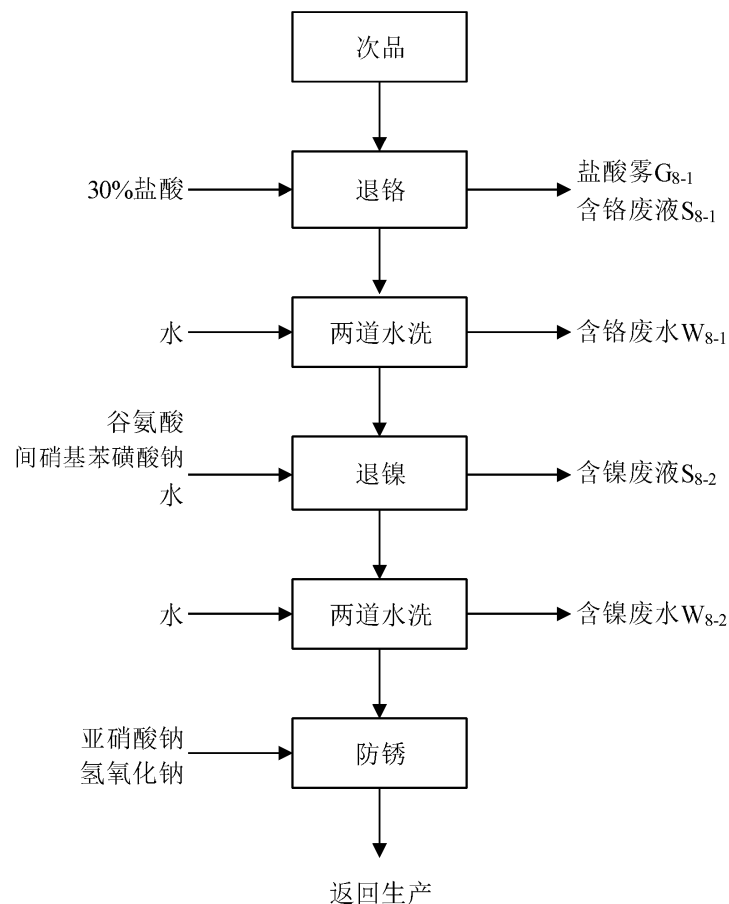 次品
30%盐酸
退铬
盐酸雾G8-1
含铬废液S8-1
水
两道水洗
含铬废水W8-1
谷氨酸
间硝基苯磺酸钠
水
退镍
含镍废液S8-2
水
两道水洗
含镍废水W8-2
亚硝酸钠
氢氧化钠
防锈
返回生产